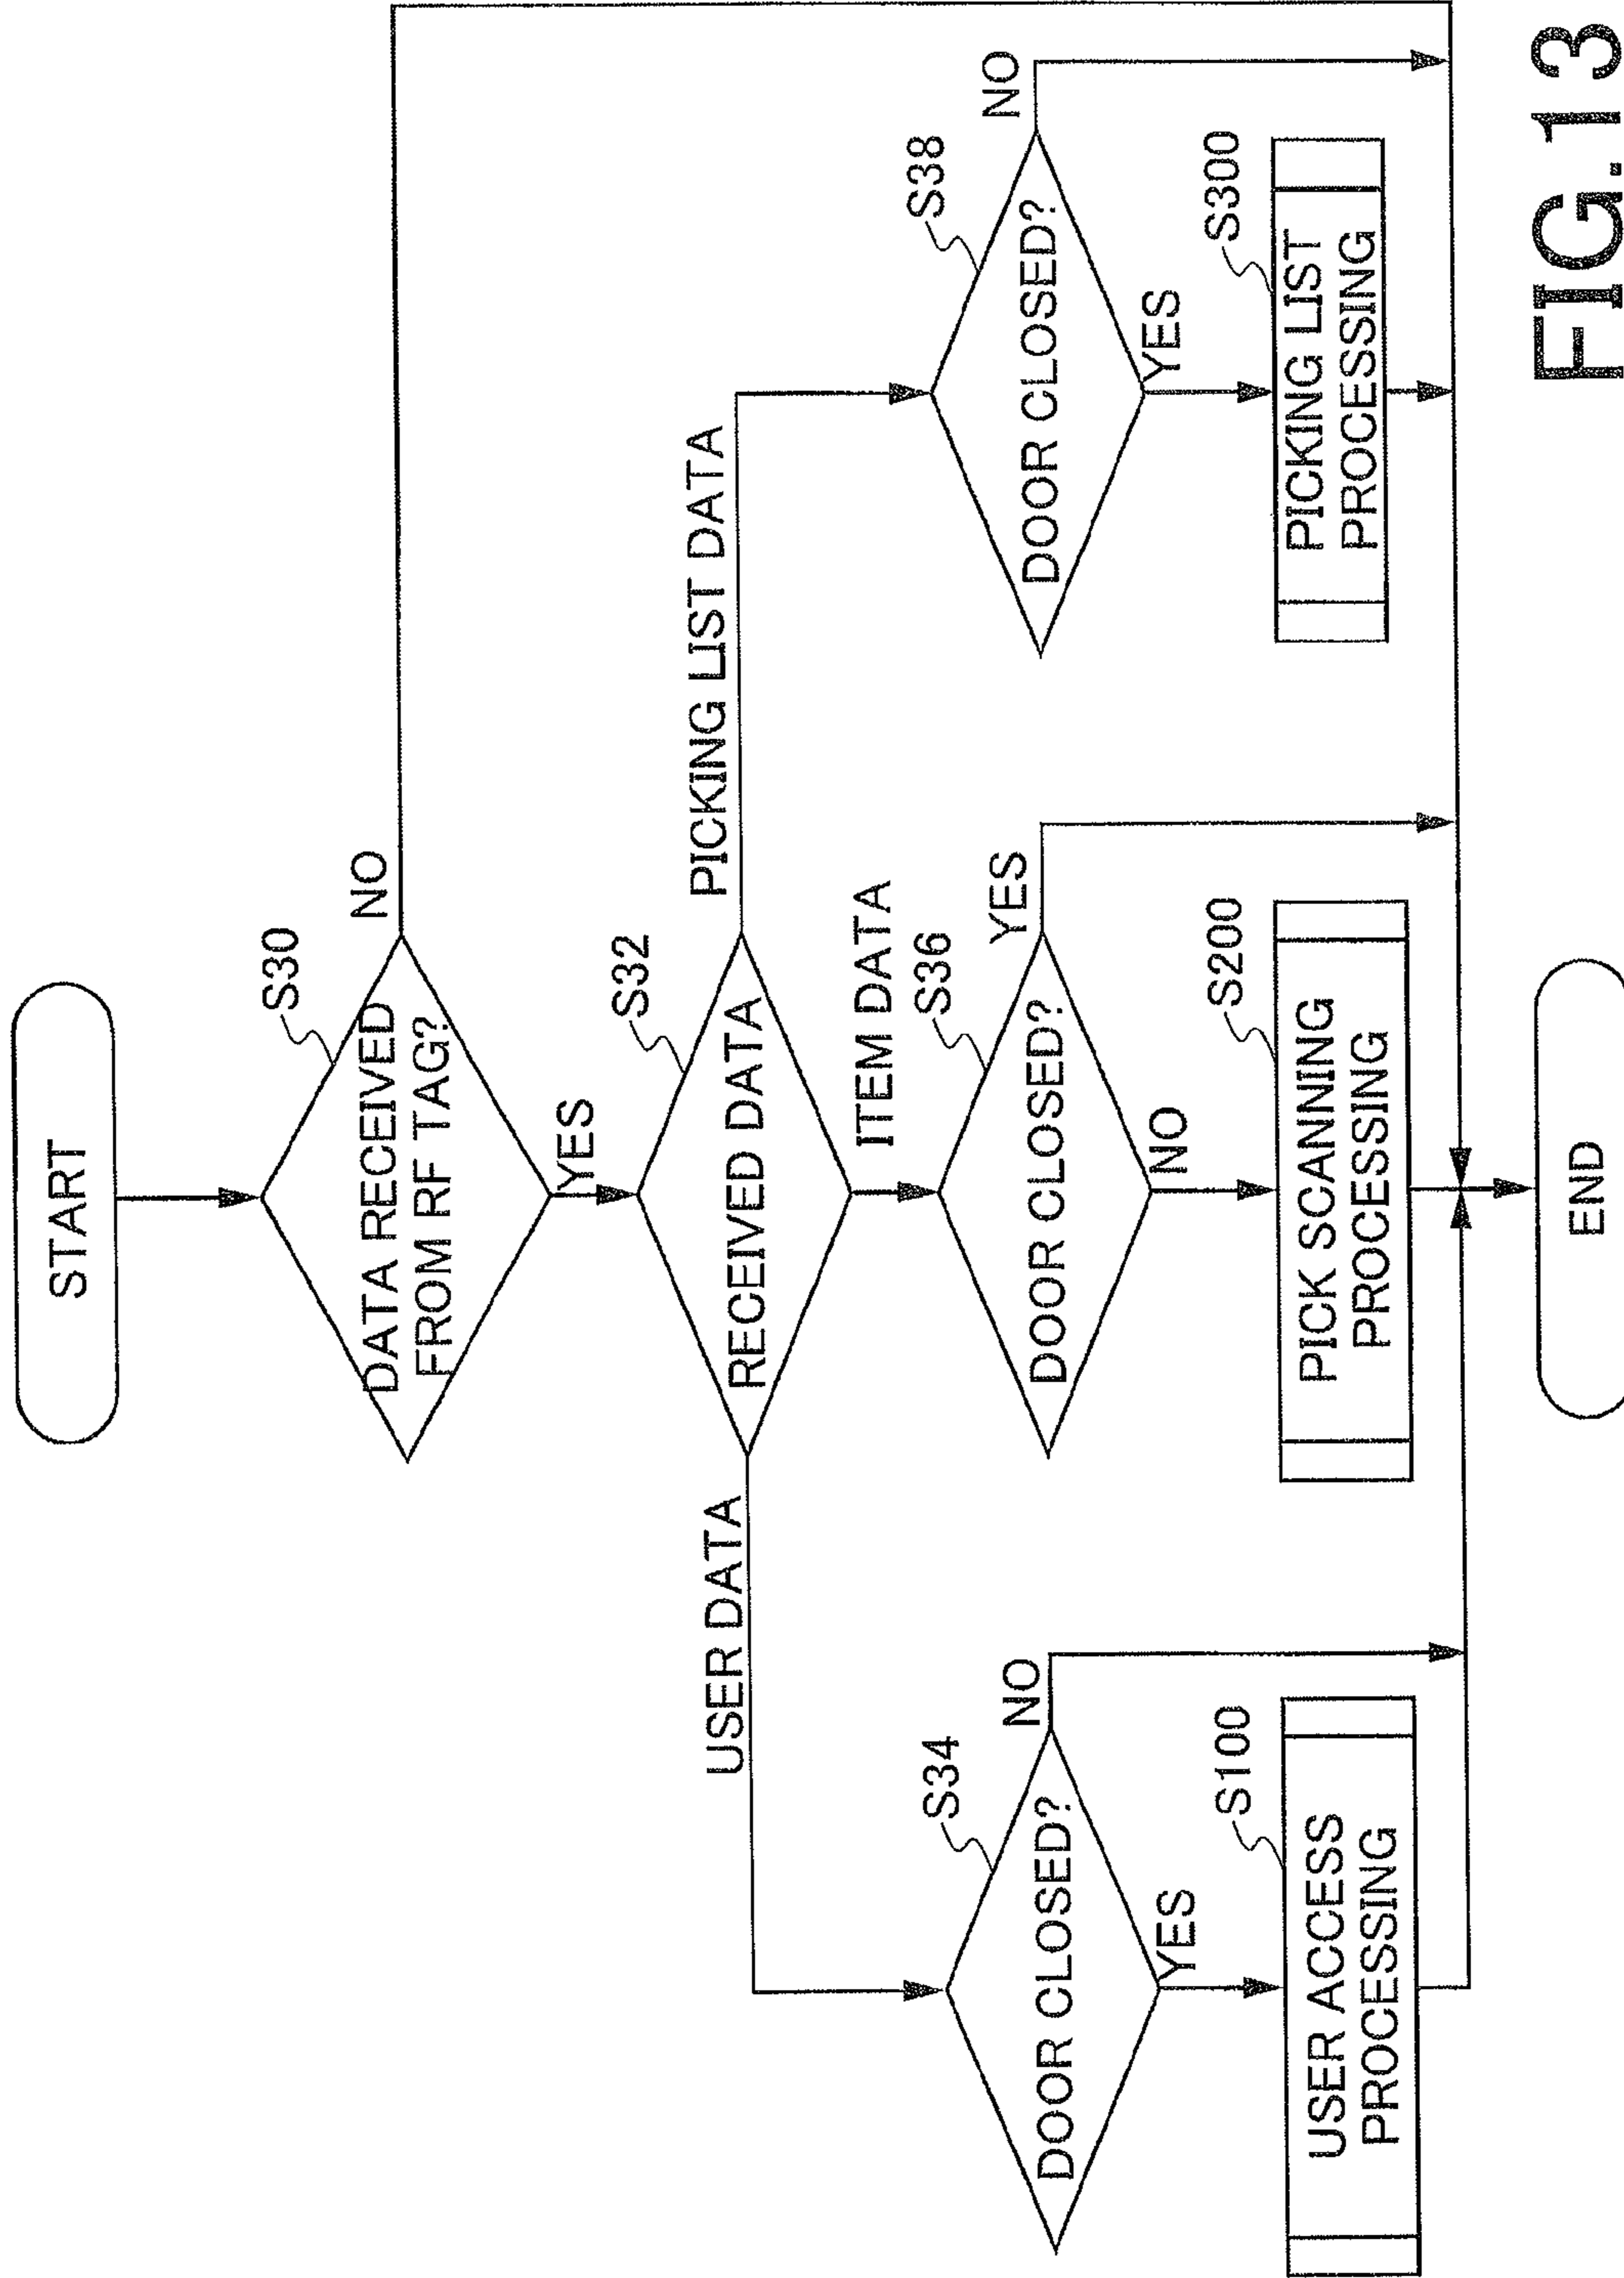 START
S30
DATA RECEIVED
FROM RF TAG?
NO
YES
S32
RECEIVED DATA
USER DATA
PICKING LIST DATA
ITEM DATA
S34
DOOR CLOSED?
NO
YES
S36
DOOR CLOSED?
YES
NO
S38
DOOR CLOSED?
NO
YES
S100
USER ACCESS
PROCESSING
S200
PICK SCANNING
PROCESSING
S300
PICKING LIST
PROCESSING
END
FIG.13